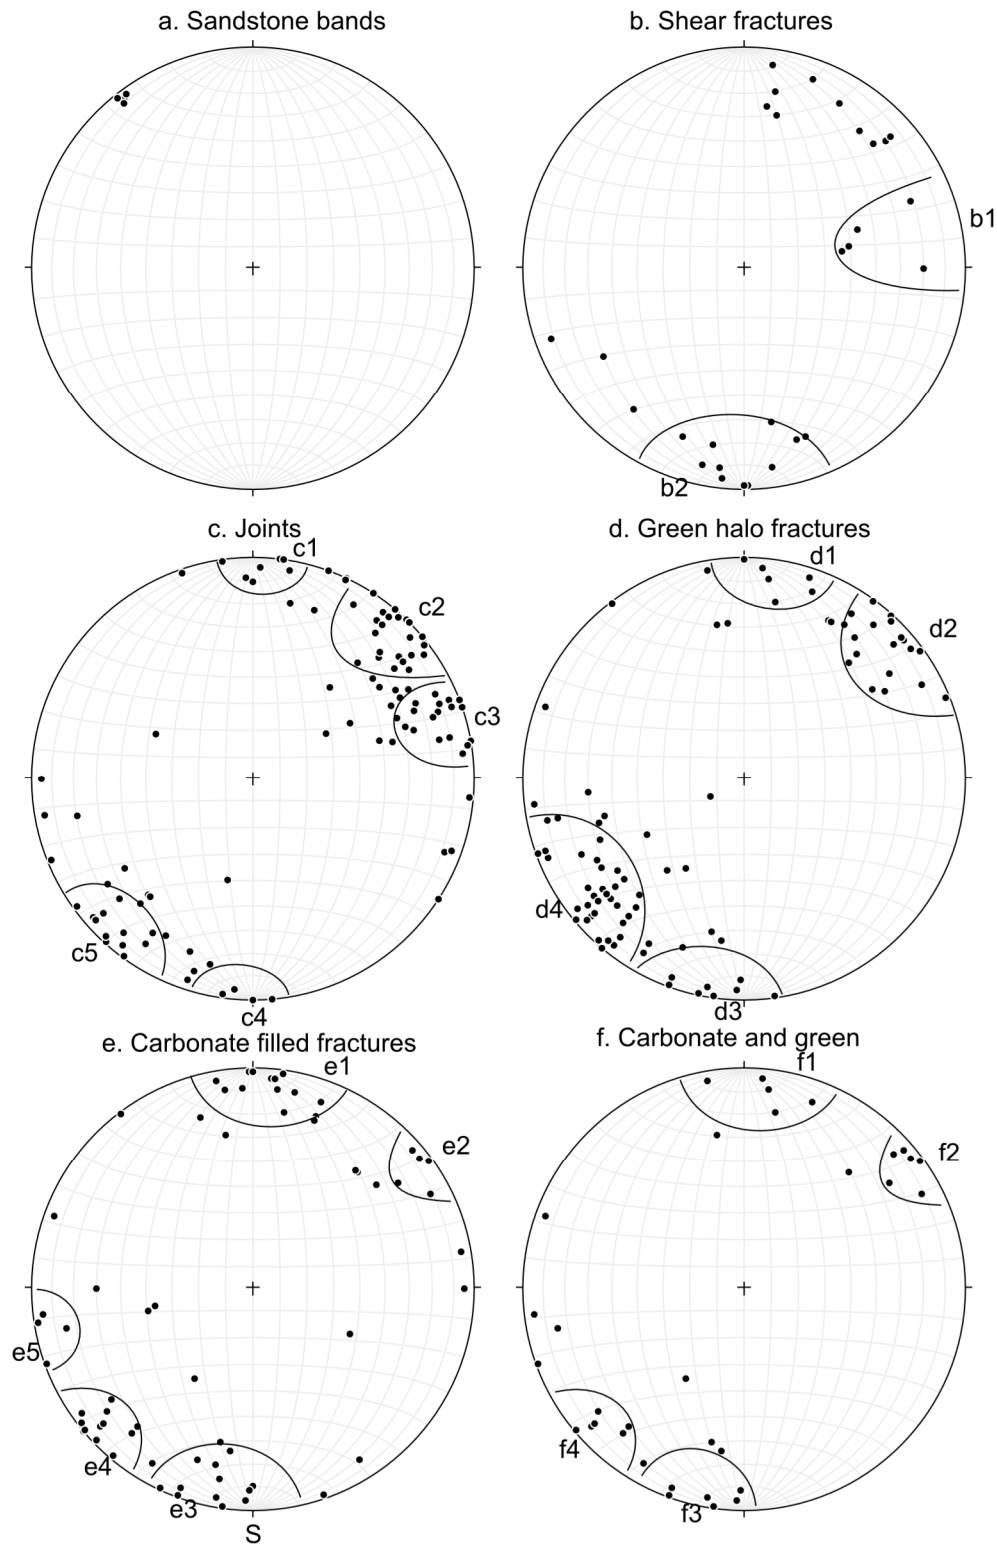 a. Sandstone bands
b. Shear fractures
b1
b2
c. Joints
c1
c2
c3
c5
c4
d. Green halo fractures
d1
d2
d4
d3
e. Carbonate filled fractures
e1
e2
e5
e4
e3
S
f. Carbonate and green
f1
f2
f4
f3